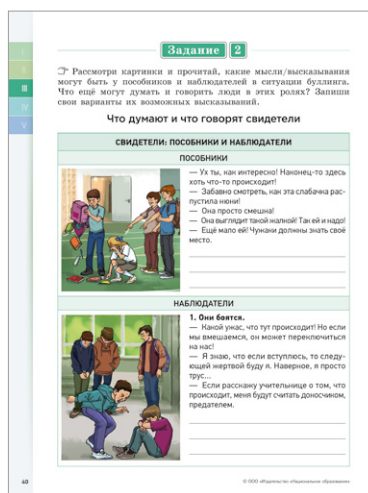 Задание 2
I
II
III
IV
V
Рассмотри картинки и прочитай, какие мысли/высказывания
могут быть у пособников и наблюдателей в ситуации буллинга.
Что ещё могут думать и говорить люди в этих ролях? Запиши
свои варианты их возможных высказываний.
Что думают и что говорят свидетели
СВИДЕТЕЛИ: ПОСОБНИКИ И НАБЛЮДАТЕЛИ
ПОСОБНИКИ
— Ух ты, как интересно! Наконец-то здесь
хоть что-то происходит!
— Забавно смотреть, как эта слабачка рас-
пустила нюни!
— Она просто смешна!
— Она выглядит такой жалкой! Так ей и надо!
— Ещё мало ей! Чужаки должны знать своё
место.
НАБЛЮДАТЕЛИ
1. Они боятся.
— Какой ужас, что тут происходит! Но если
мы вмешаемся, он может переключиться
на нас!
— Я знаю, что если вступлюсь, то следу-
ющей жертвой буду я. Наверное, я просто
трус...
— Если расскажу учительнице о том, что
происходит, меня будут считать доносчиком,
предателем.
40
© ООО «Издательство «Национальное образование»